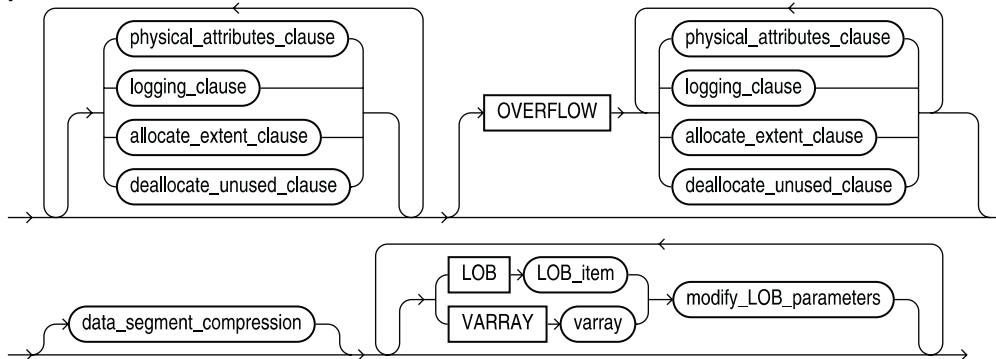 physical_attributes_clause
logging_clause
allocate_extent_clause
deallocate_unused_clause
OVERFLOW
physical_attributes_clause
logging_clause
allocate_extent_clause
deallocate_unused_clause
data_segment_compression
LOB LOB_item
VARRAY varray
modify_LOB_parameters